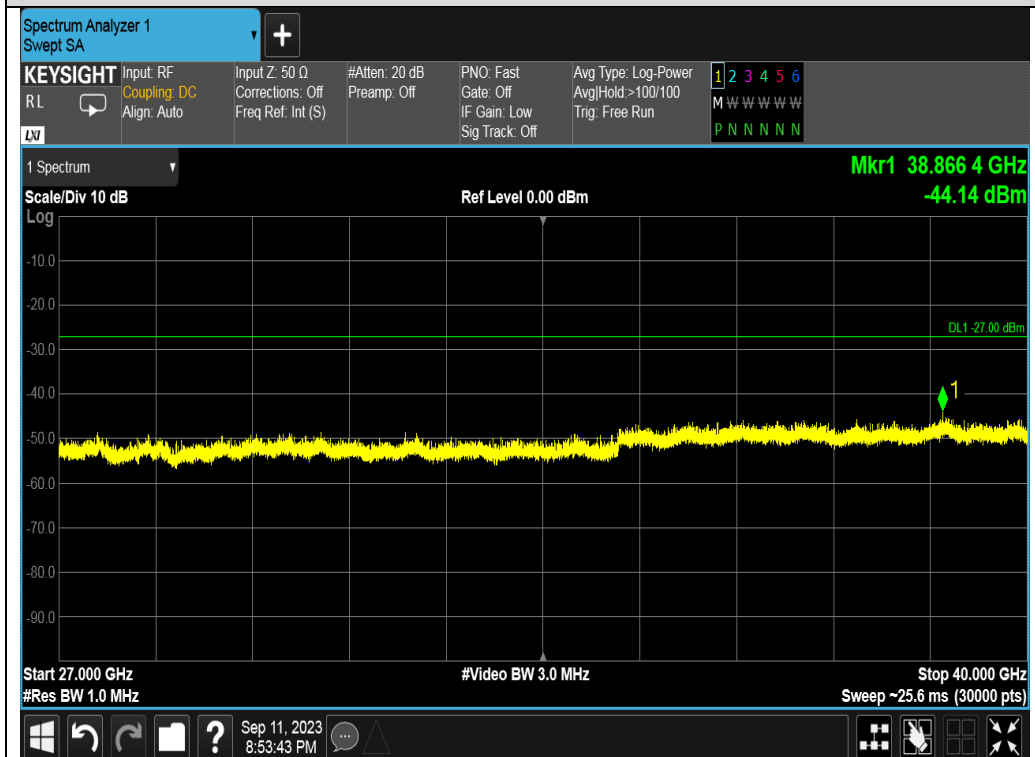 Spectrum Analyzer 1
Swept SA
+
KEYSIGHT
RL
LXI
Input: RF
Coupling: DC
Align: Auto
Input Z: 50 Ω
Corrections: Off
Freq Ref: Int (S)
#Atten: 20 dB
Preamp: Off
PNO: Fast
Gate: Off
IF Gain: Low
Sig Track: Off
Avg Type: Log-Power
Avg|Hold:>100/100
Trig: Free Run
1 2 3 4 5 6
M W W W W W
P N N N N N
1 Spectrum
Mkr1 38.866 4 GHz
Scale/Div 10 dB
Ref Level 0.00 dBm
-44.14 dBm
Log
-10.0
-20.0
DL1 -27.00 dBm
-30.0
-40.0
1
-50.0
-60.0
-70.0
-80.0
-90.0
Start 27.000 GHz
#Video BW 3.0 MHz
Stop 40.000 GHz
#Res BW 1.0 MHz
Sweep ~25.6 ms (30000 pts)
?
Sep 11, 2023
8:53:43 PM